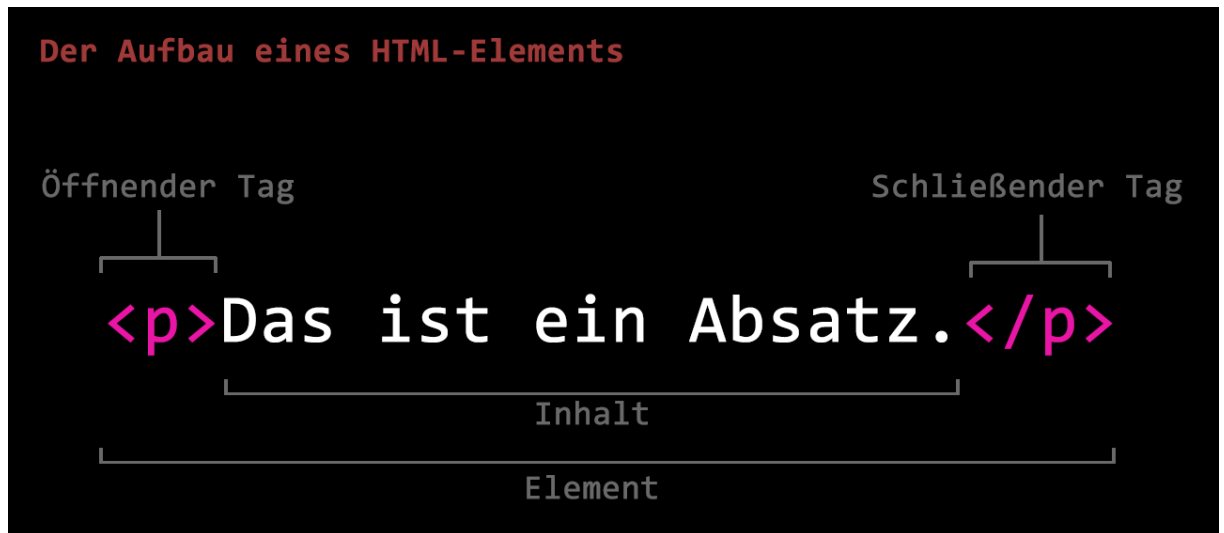 Der Aufbau eines HTML-Elements
Öffnender Tag
Schließender Tag
<p>Das ist ein Absatz.</p>
Inhalt
Element